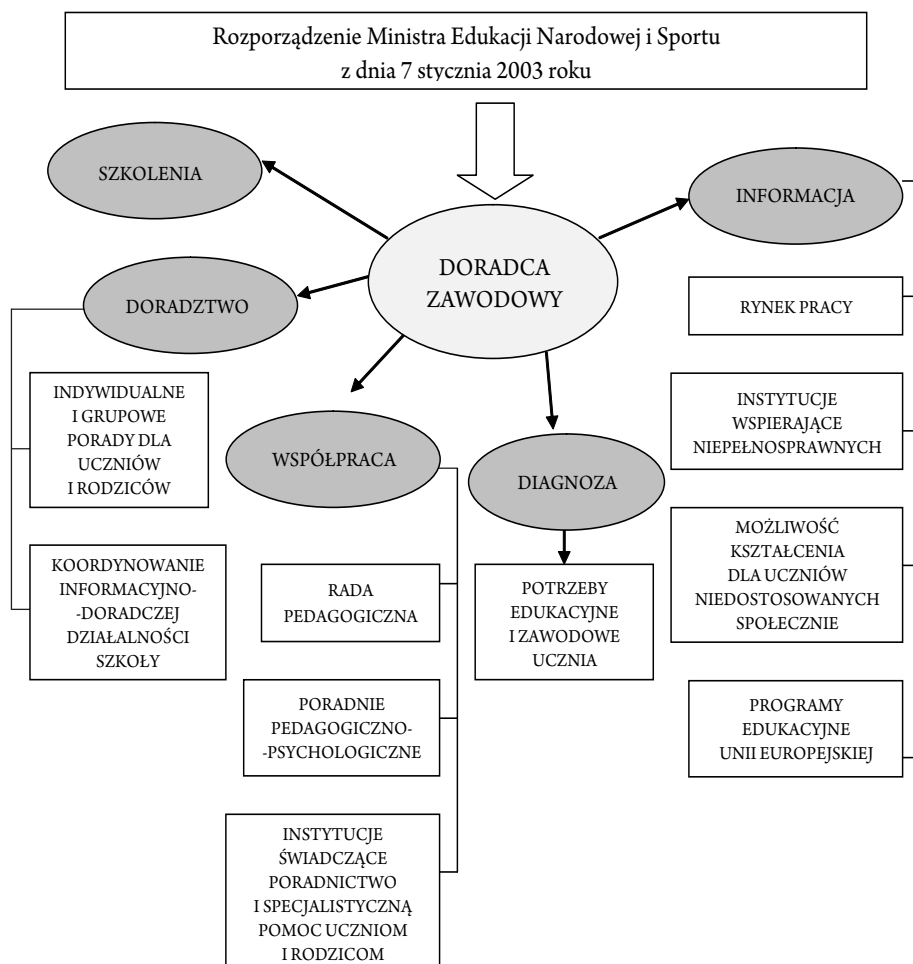 Rozporządzenie Ministra Edukacji Narodowej i Sportu
z dnia 7 stycznia 2003 roku
SZKOLENIA
INFORMACJA
DORADCA
ZAWODOWY
DORADZTWO
RYNEK PRACY
INDYWIDUALNE
I GRUPOWE
PORADY DLA
UCZNIÓW
I RODZICÓW
WSPÓŁPRACA
DIAGNOZA
INSTYTUCJE
WSPIERAJĄCE
NIEPEŁNOSPRAWNYCH
KOORDYNOWANIE
INFORMACYJNO-
-DORADCZEJ
DZIAŁALNOŚCI
SZKOŁY
RADA
PEDAGOGICZNA
POTRZEBY
EDUKACYJNE
I ZAWODOWE
UCZNIA
MOŻLIWOŚĆ
KSZTAŁCENIA
DLA UCZNIÓW
NIEDOSTOSOWANYCH
SPOŁECZNIE
PORADNIE
PEDAGOGICZNO-
-PSYCHOLOGICZNE
PROGRAMY
EDUKACYJNE
UNII EUROPEJSKIEJ
INSTYTUCJE
ŚWIADCZĄCE
PORADNICTWO
I SPECJALISTYCZNĄ
POMOC UCZNIOM
I RODZICOM